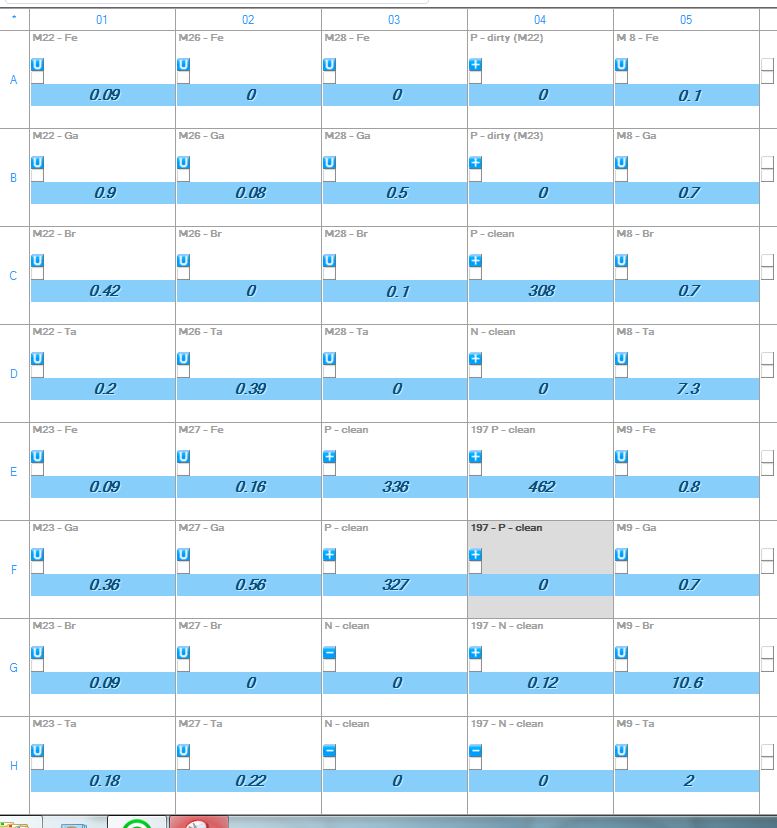 * 01 02 03 04 05
M22 - Fe M26 - Fe M28 - Fe P - dirty (M22) M 8 - Fe
A U U U + U
0.09 0 0 0 0.1
M22 - Ga M26 - Ga M28 - Ga P - dirty (M23) M8 - Ga
B U U U + U
0.9 0.08 0.5 0 0.7
M22 - Br M26 - Br M28 - Br P - clean M8 - Br
C U U U + U
0.42 0 0.1 308 0.7
M22 - Ta M26 - Ta M28 - Ta N - clean M8 - Ta
D U U U + U
0.2 0.39 0 0 7.3
M23 - Fe M27 - Fe P - clean 197 P - clean M9 - Fe
E U U + + U
0.09 0.16 336 462 0.8
M23 - Ga M27 - Ga P - clean 197 - P - clean M9 - Ga
F U U + + U
0.36 0.56 327 0 0.7
M23 - Br M27 - Br N - clean 197 - N - clean M9 - Br
G U U − + U
0.09 0 0 0.12 10.6
M23 - Ta M27 - Ta N - clean 197 - N - clean M9 - Ta
H U U − − U
0.18 0.22 0 0 2